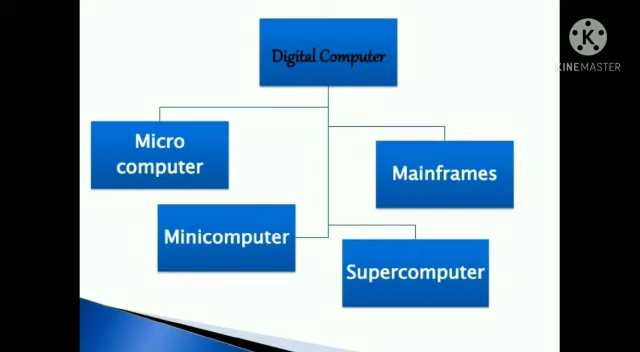 Digital Computer
KINEMASTER
Micro
computer
Mainframes
Minicomputer
Supercomputer